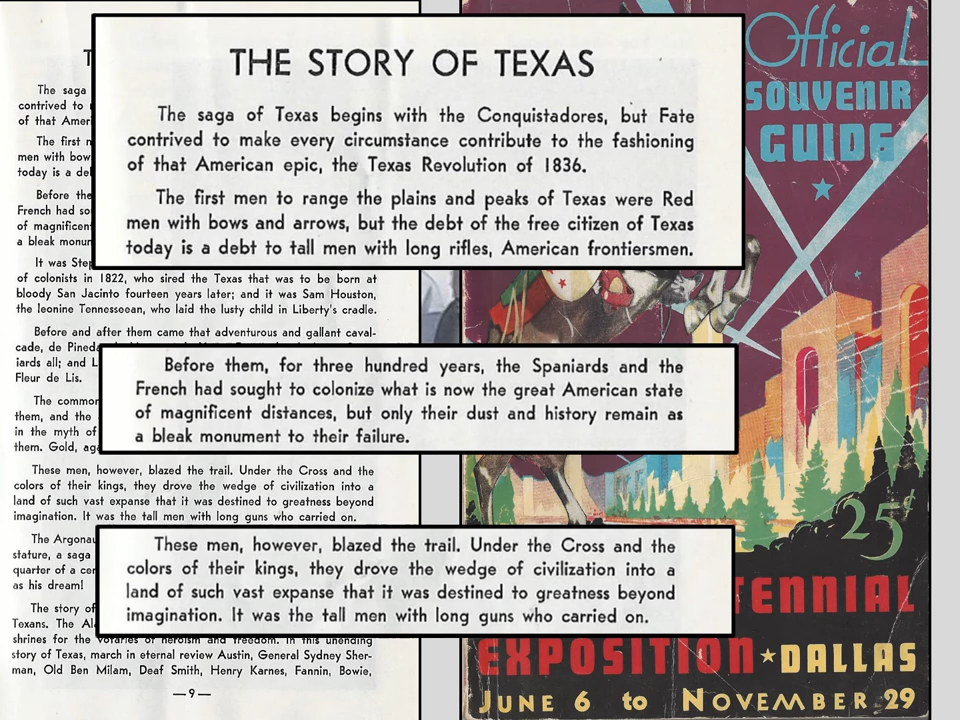 THE STORY OF TEXAS
The saga of Texas begins with the Conquistadores, but Fate
contrived to make every circumstance contribute to the fashioning
of that American epic, the Texas Revolution of 1836.
The first men to range the plains and peaks of Texas were Red
men with bows and arrows, but the debt of the free citizen of Texas
today is a debt to tall men with long rifles, American frontiersmen.
Before them, for three hundred years, the Spaniards and the
French had sought to colonize what is now the great American state
of magnificent distances, but only their dust and history remain as
a bleak monument to their failure.
These men, however, blazed the trail. Under the Cross and the
colors of their kings, they drove the wedge of civilization into a
land of such vast expanse that it was destined to greatness beyond
imagination. It was the tall men with long guns who carried on.
The saga
contrived to
of that
The first
men with
today is a
Before
French had
of
a bleak
It was
of colonists in 1822, who sired the Texas that was to be born at
bloody San Jacinto fourteen years later; and it was Sam Houston,
the leonine Tennesseean, who laid the lusty child in Liberty's cradle.
Before and after them came that adventurous and gallant caval-
cade, de
iards all; and
Fleur de Lis.
The
them, and the
in the myth of
them. Gold,
These men, however, blazed the trail. Under the Cross and the
colors of their kings, they drove the wedge of civilization into a
land of such vast expanse that it was destined to greatness beyond
imagination. It was the tall men with long guns who carried on.
The
stature, a saga
quarter of a
as his dream!
The story of
Texans. The
shrines for the votaries of heroism and freedom. In this unending
story of Texas, march in eternal review Austin, General Sydney Sher-
man, Old Ben Milam, Deaf Smith, Henry Karnes, Fannin, Bowie,
—9—
Official
SOUVENIR
GUIDE
25¢
TENNIAL
EXPOSITION ★ DALLAS
JUNE 6 to NOVEMBER 29